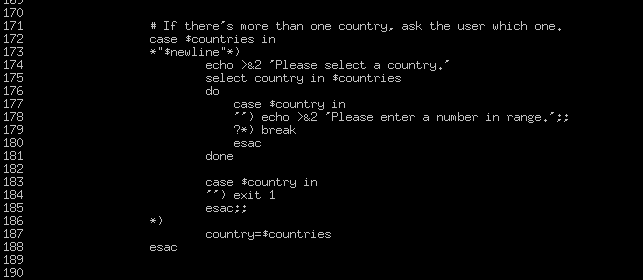 169
170
171 # If there's more than one country, ask the user which one.
172 case $countries in
173 *"$newline"*)
174 echo >&2 'Please select a country.'
175 select country in $countries
176 do
177 case $country in
178 '') echo >&2 'Please enter a number in range.';;
179 ?*) break
180 esac
181 done
182
183 case $country in
184 '') exit 1
185 esac;;
186 *)
187 country=$countries
188 esac
189
190